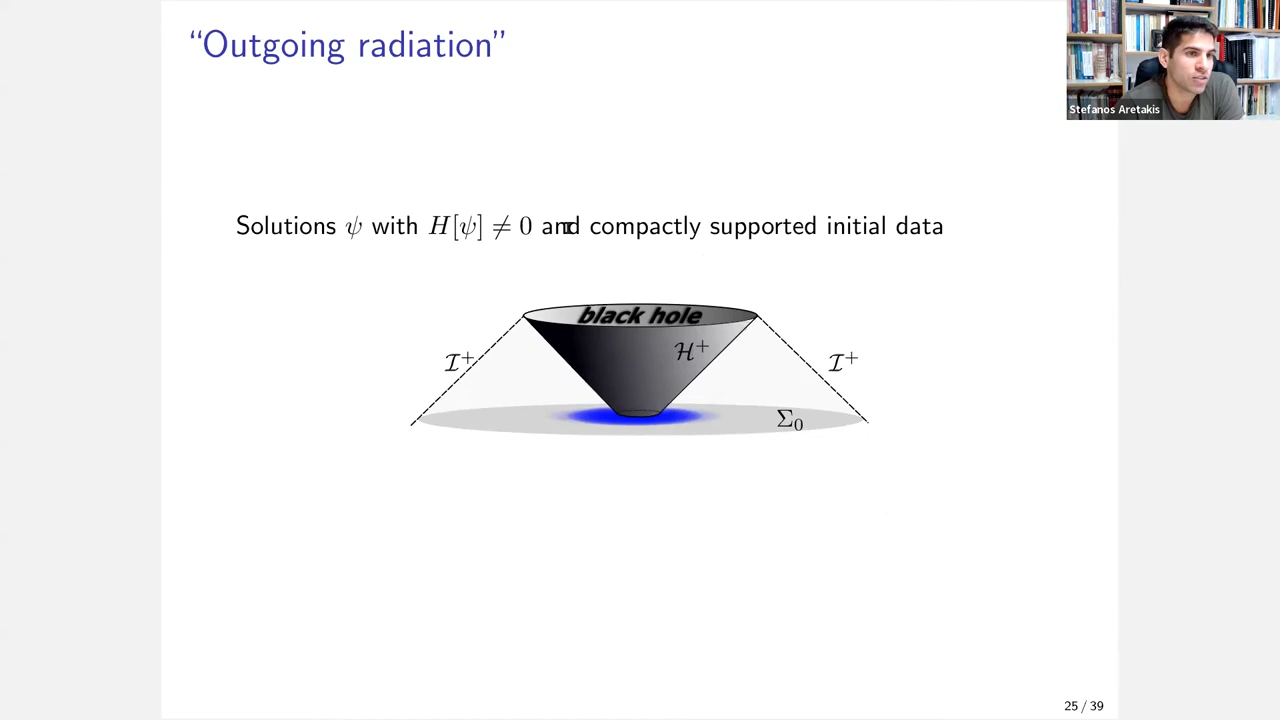 “Outgoing radiation”
Stefanos Aretakis
Solutions ψ with H[ψ] ≠ 0 and compactly supported initial data
black hole
ℋ⁺
ℐ⁺
ℐ⁺
Σ₀
25 / 39